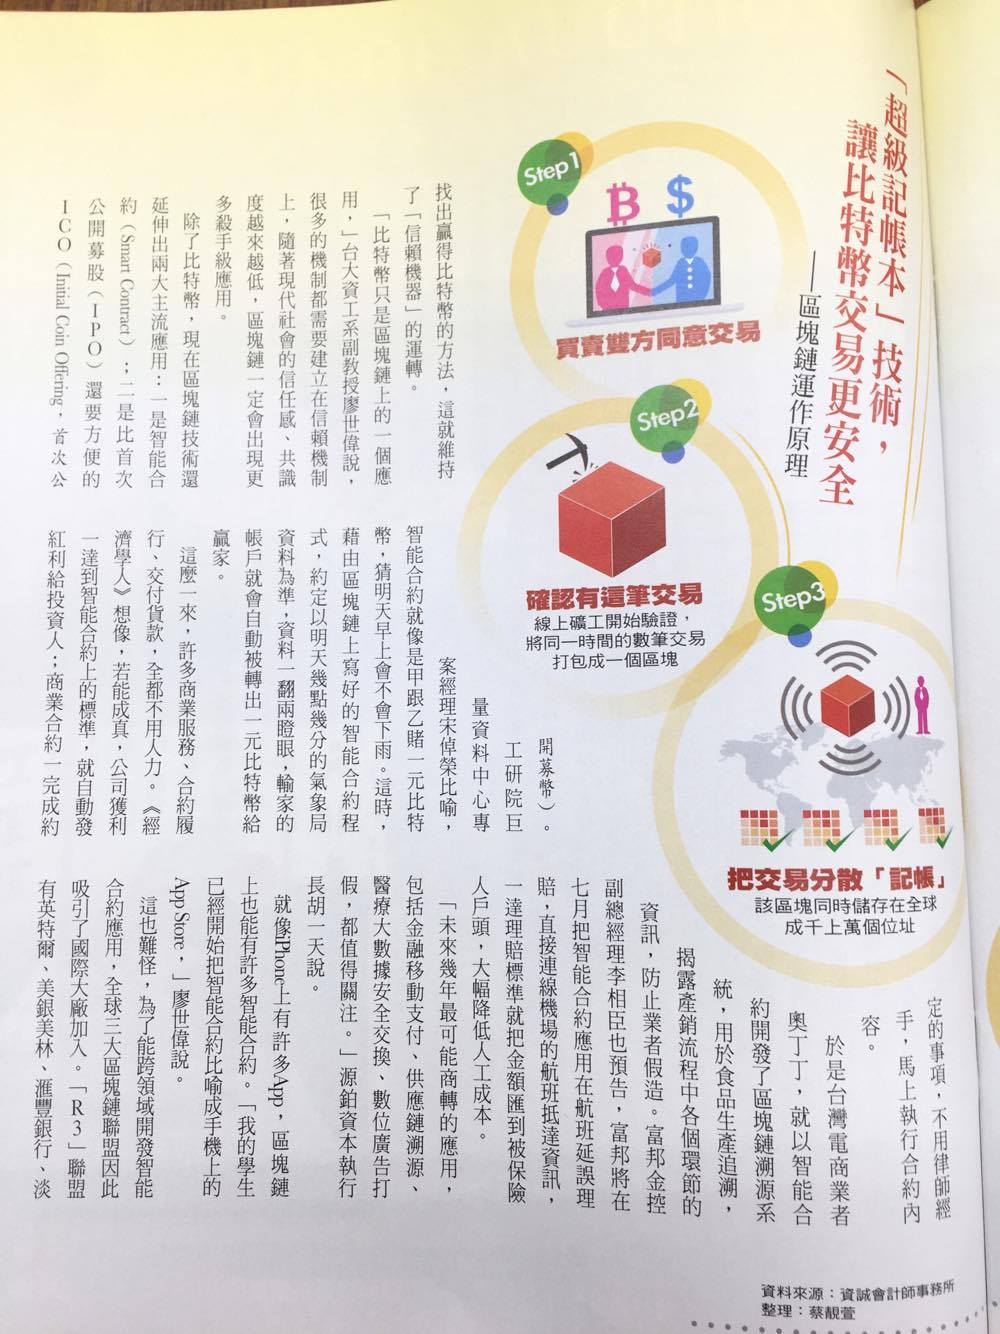 「超級記帳本」技術，
讓比特幣交易更安全
——區塊鏈運作原理
Step1
買賣雙方同意交易
Step2
確認有這筆交易
線上礦工開始驗證，
將同一時間的數筆交易
打包成一個區塊
Step3
把交易分散「記帳」
該區塊同時儲存在全球
成千上萬個位址
找出贏得比特幣的方法，這就維持
了「信賴機器」的運轉。
「比特幣只是區塊鏈上的一個應
用，」台大資工系副教授廖世偉說，
很多的機制都需要建立在信賴機制
上，隨著現代社會的信任感、共識
度越來越低，區塊鏈一定會出現更
多殺手級應用。
除了比特幣，現在區塊鏈技術還
延伸出兩大主流應用：一是智能合
約（Smart Contract）；二是比首次
公開募股（IPO）還要方便的
ICO（Initial Coin Offering，首次公
開募幣）。
工研院巨
量資料中心專
案經理宋倬榮比喻，
智能合約就像是甲跟乙賭一元比特
幣，猜明天早上會不會下雨。這時，
藉由區塊鏈上寫好的智能合約程
式，約定以明天幾點幾分的氣象局
資料為準，資料一翻兩瞪眼，輸家的
帳戶就會自動被轉出一元比特幣給
贏家。
這麼一來，許多商業服務、合約履
行、交付貨款，全都不用人力。《經
濟學人》想像，若能成真，公司獲利
一達到智能合約上的標準，就自動發
紅利給投資人；商業合約一完成約
定的事項，不用律師經
手，馬上執行合約內
容。
於是台灣電商業者
奧丁丁，就以智能合
約開發了區塊鏈溯源系
統，用於食品生產追溯，
揭露產銷流程中各個環節的
資訊，防止業者假造。富邦金控
副總經理李相臣也預告，富邦將在
七月把智能合約應用在航班延誤理
賠，直接連線機場的航班抵達資訊，
一達理賠標準就把金額匯到被保險
人戶頭，大幅降低人工成本。
「未來幾年最可能商轉的應用，
包括金融移動支付、供應鏈溯源、
醫療大數據安全交換、數位廣告打
假，都值得關注。」源鉑資本執行
長胡一天說。
就像iPhone上有許多App，區塊鏈
上也能有許多智能合約。「我的學生
已經開始把智能合約比喻成手機上的
App Store，」廖世偉說。
這也難怪，為了能跨領域開發智能
合約應用，全球三大區塊鏈聯盟因此
吸引了國際大廠加入。「R3」聯盟
有英特爾、美銀美林、滙豐銀行、淡
資料來源：資誠會計師事務所
整理：蔡靚萱